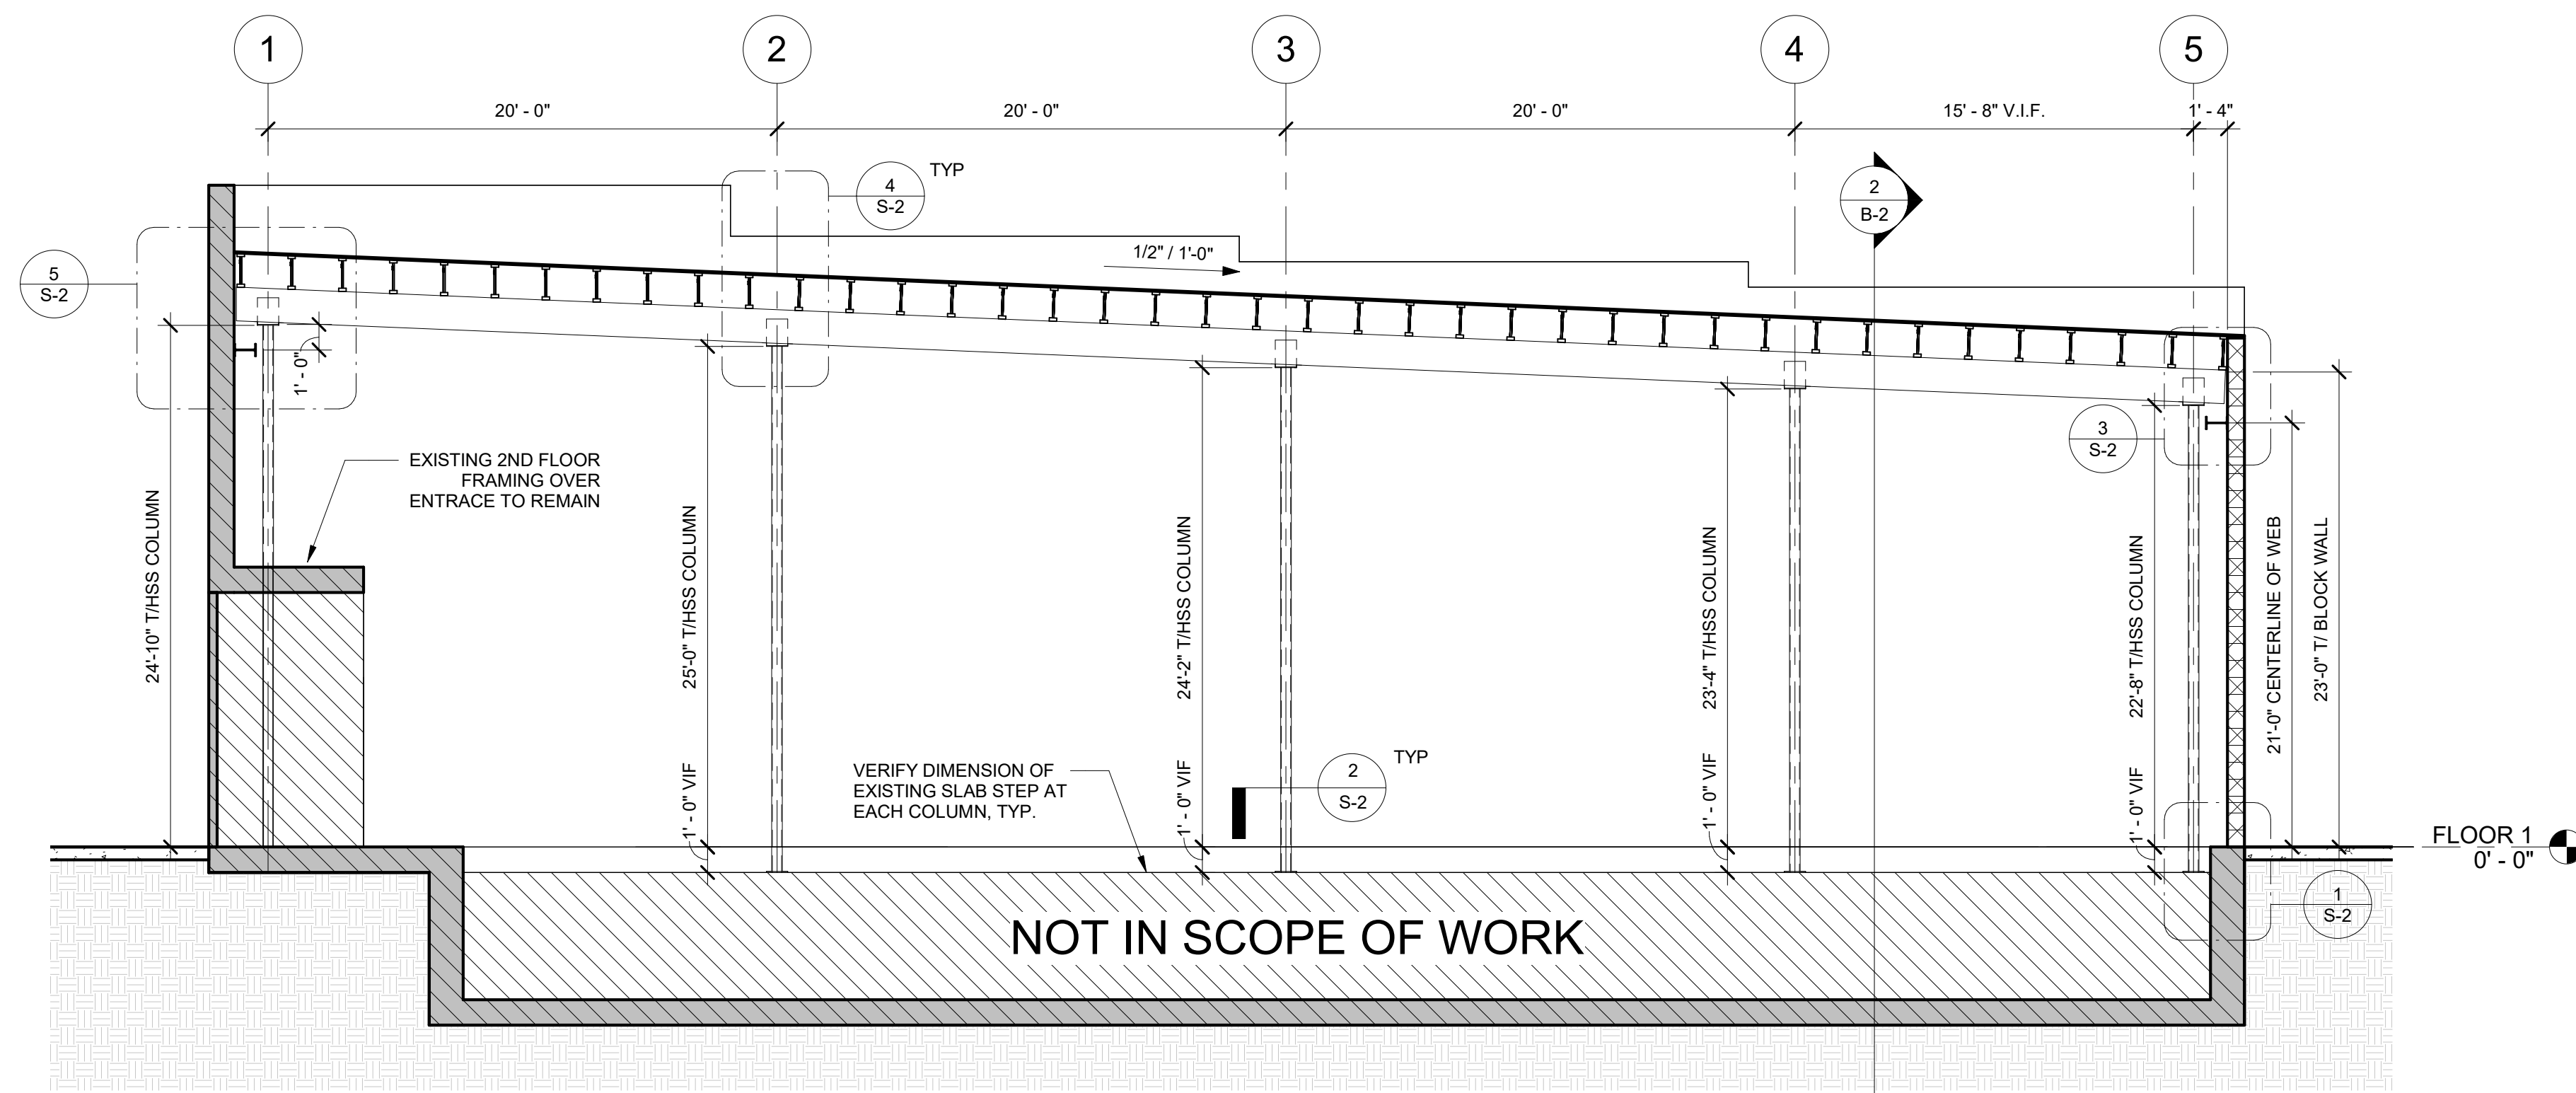 1
2
3
4
5
20' - 0"
20' - 0"
20' - 0"
15' - 8" V.I.F.
1' - 4"
TYP
4
S-2
2
B-2
1/2" / 1'-0"
5
S-2
1' - 0"
3
S-2
EXISTING 2ND FLOOR
FRAMING OVER
ENTRACE TO REMAIN
24'-10" T/HSS COLUMN
25'-0" T/HSS COLUMN
24'-2" T/HSS COLUMN
23'-4" T/HSS COLUMN
22'-8" T/HSS COLUMN
21'-0" CENTERLINE OF WEB
23'-0" T/ BLOCK WALL
1' - 0" VIF
1' - 0" VIF
1' - 0" VIF
1' - 0" VIF
VERIFY DIMENSION OF
EXISTING SLAB STEP AT
EACH COLUMN, TYP.
TYP
2
S-2
FLOOR 1
0' - 0"
1
S-2
NOT IN SCOPE OF WORK